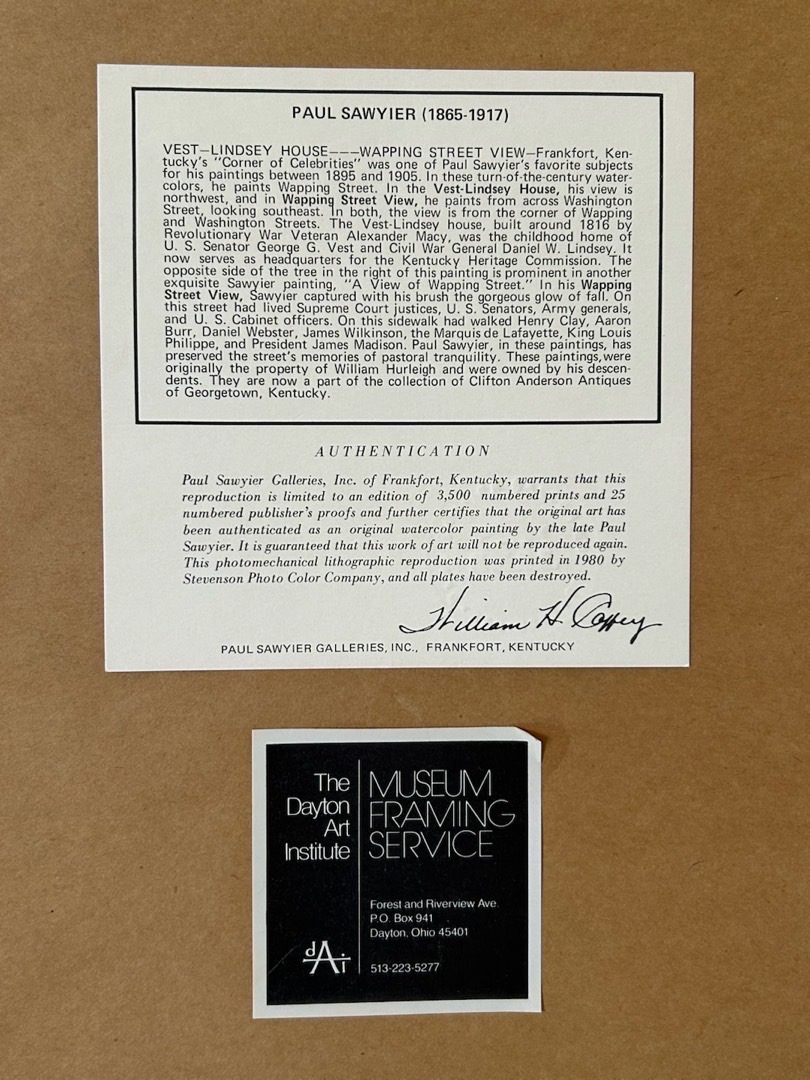 PAUL SAWYIER (1865-1917)
VEST—LINDSEY HOUSE———WAPPING STREET VIEW—Frankfort, Ken-
tucky's "Corner of Celebrities" was one of Paul Sawyier's favorite subjects
for his paintings between 1895 and 1905. In these turn-of-the-century water-
colors, he paints Wapping Street. In the Vest-Lindsey House, his view is
northwest, and in Wapping Street View, he paints from across Washington
Street, looking southeast. In both, the view is from the corner of Wapping
and Washington Streets. The Vest-Lindsey house, built around 1816 by
Revolutionary War Veteran Alexander Macy, was the childhood home of
U. S. Senator George G. Vest and Civil War General Daniel W. Lindsey. It
now serves as headquarters for the Kentucky Heritage Commission. The
opposite side of the tree in the right of this painting is prominent in another
exquisite Sawyier painting, "A View of Wapping Street." In his Wapping
Street View, Sawyier captured with his brush the gorgeous glow of fall. On
this street had lived Supreme Court justices, U. S. Senators, Army generals,
and U. S. Cabinet officers. On this sidewalk had walked Henry Clay, Aaron
Burr, Daniel Webster, James Wilkinson, the Marquis de Lafayette, King Louis
Philippe, and President James Madison. Paul Sawyier, in these paintings, has
preserved the street's memories of pastoral tranquility. These paintings, were
originally the property of William Hurleigh and were owned by his descen-
dents. They are now a part of the collection of Clifton Anderson Antiques
of Georgetown, Kentucky.
AUTHENTICATION
Paul Sawyier Galleries, Inc. of Frankfort, Kentucky, warrants that this
reproduction is limited to an edition of 3,500 numbered prints and 25
numbered publisher's proofs and further certifies that the original art has
been authenticated as an original watercolor painting by the late Paul
Sawyier. It is guaranteed that this work of art will not be reproduced again.
This photomechanical lithographic reproduction was printed in 1980 by
Stevenson Photo Color Company, and all plates have been destroyed.
William H. Coffey
PAUL SAWYIER GALLERIES, INC., FRANKFORT, KENTUCKY
The
Dayton
Art
Institute
MUSEUM
FRAMING
SERVICE
Forest and Riverview Ave.
P.O. Box 941
Dayton, Ohio 45401
dAi
513-223-5277